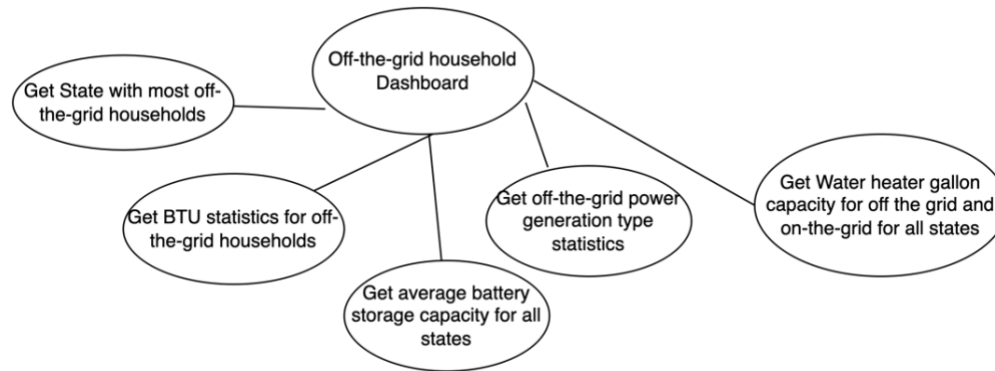 Off-the-grid household
Dashboard
Get State with most off-
the-grid households
Get BTU statistics for off-
the-grid households
Get average battery
storage capacity for all
states
Get off-the-grid power
generation type
statistics
Get Water heater gallon
capacity for off the grid and
on-the-grid for all states